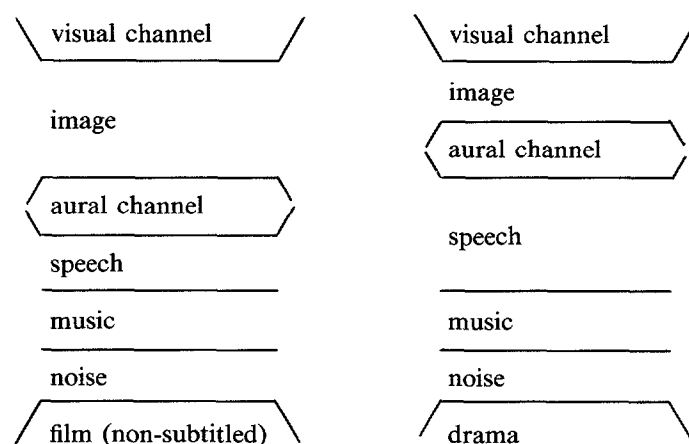 visual channel
image
aural channel
speech
music
noise
film (non-subtitled)
visual channel
image
aural channel
speech
music
noise
drama